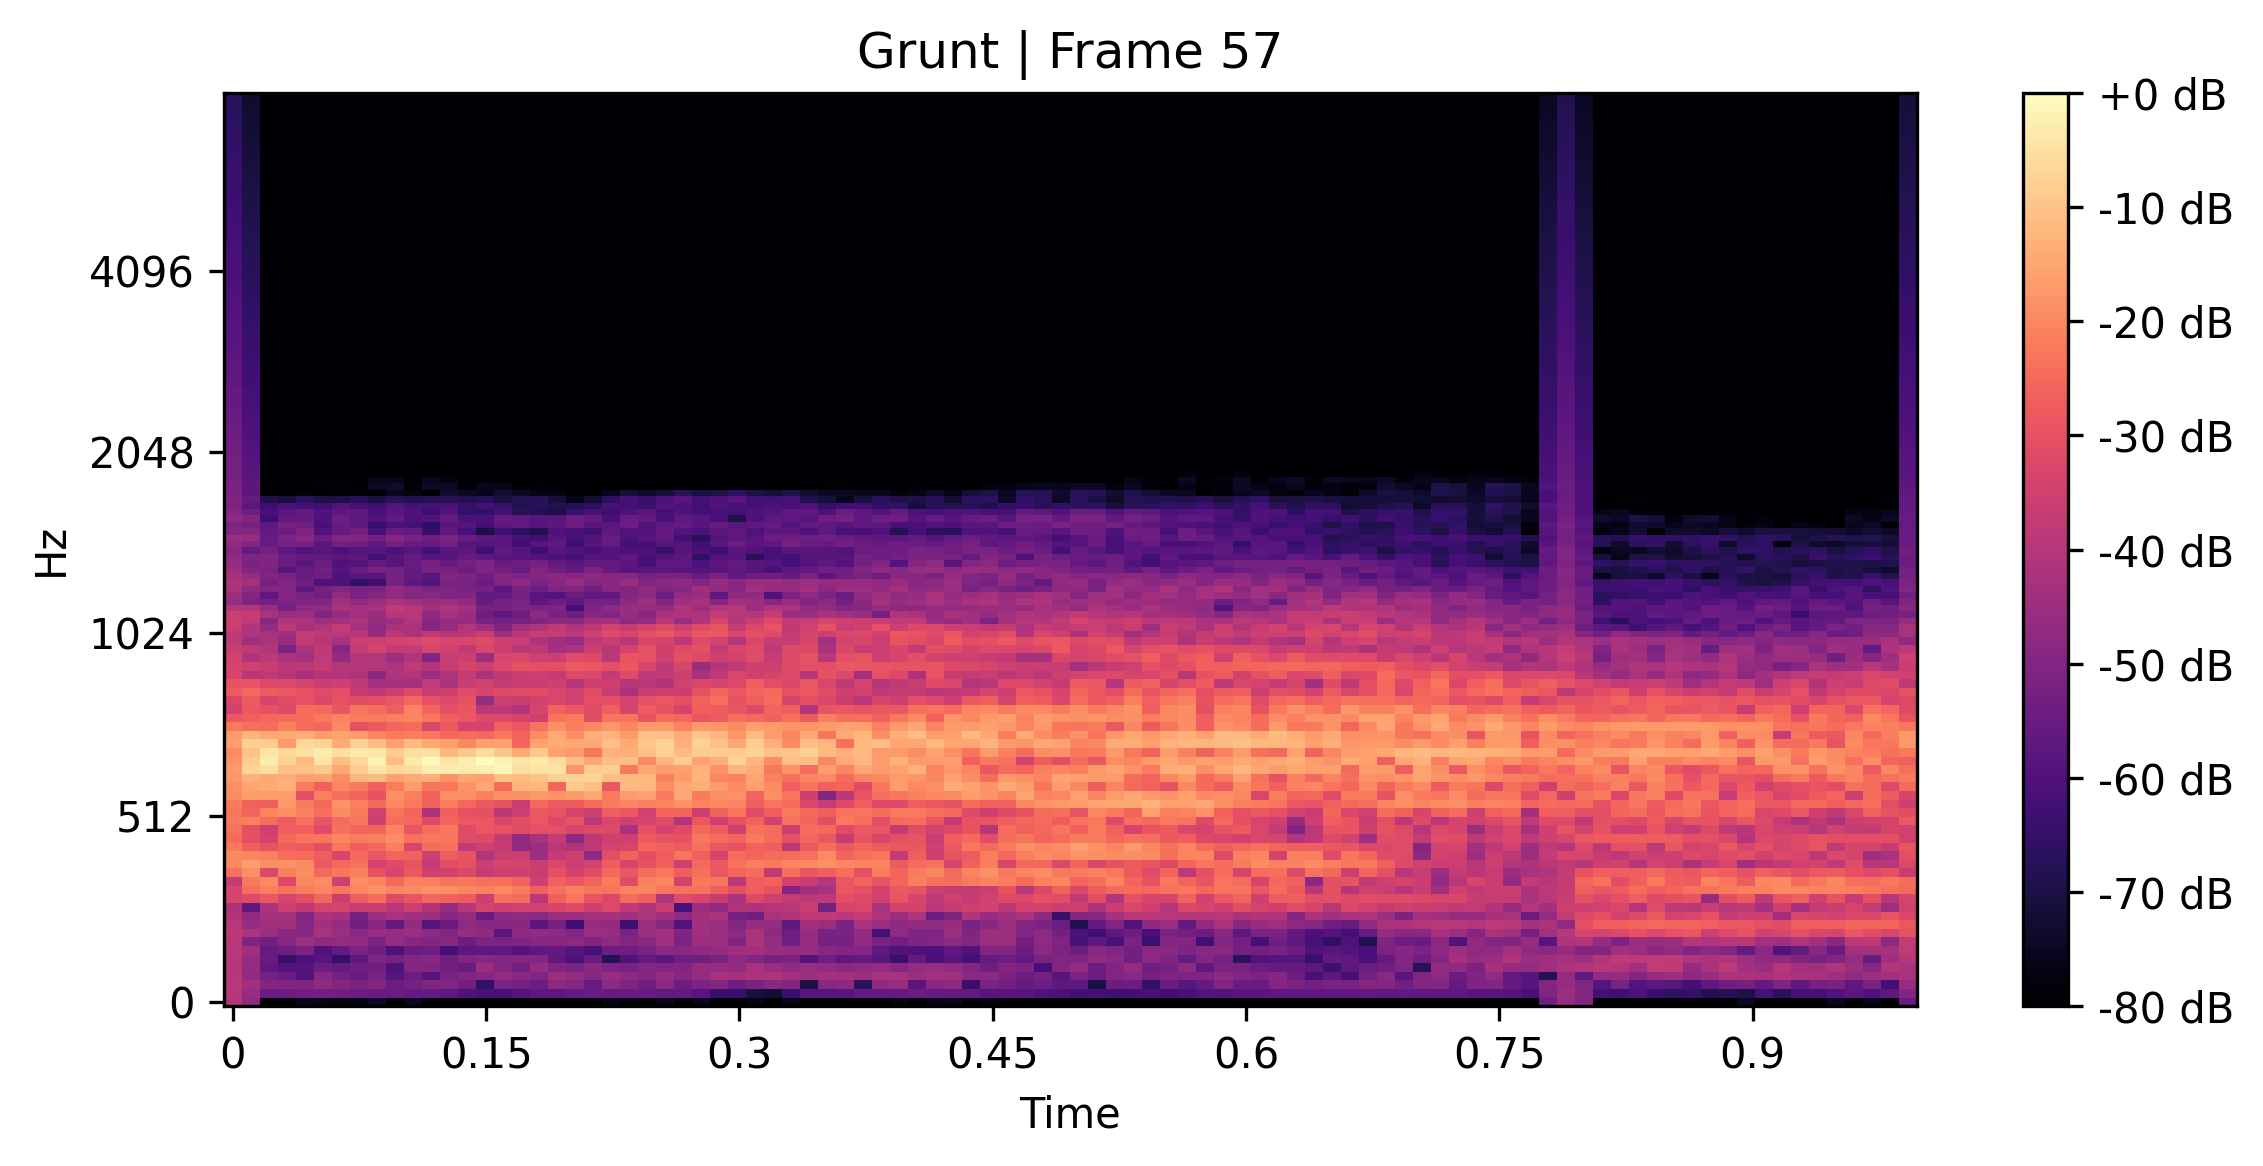 Grunt | Frame 57
Hz
4096
2048
1024
512
0
0 0.15 0.3 0.45 0.6 0.75 0.9
Time
+0 dB
-10 dB
-20 dB
-30 dB
-40 dB
-50 dB
-60 dB
-70 dB
-80 dB